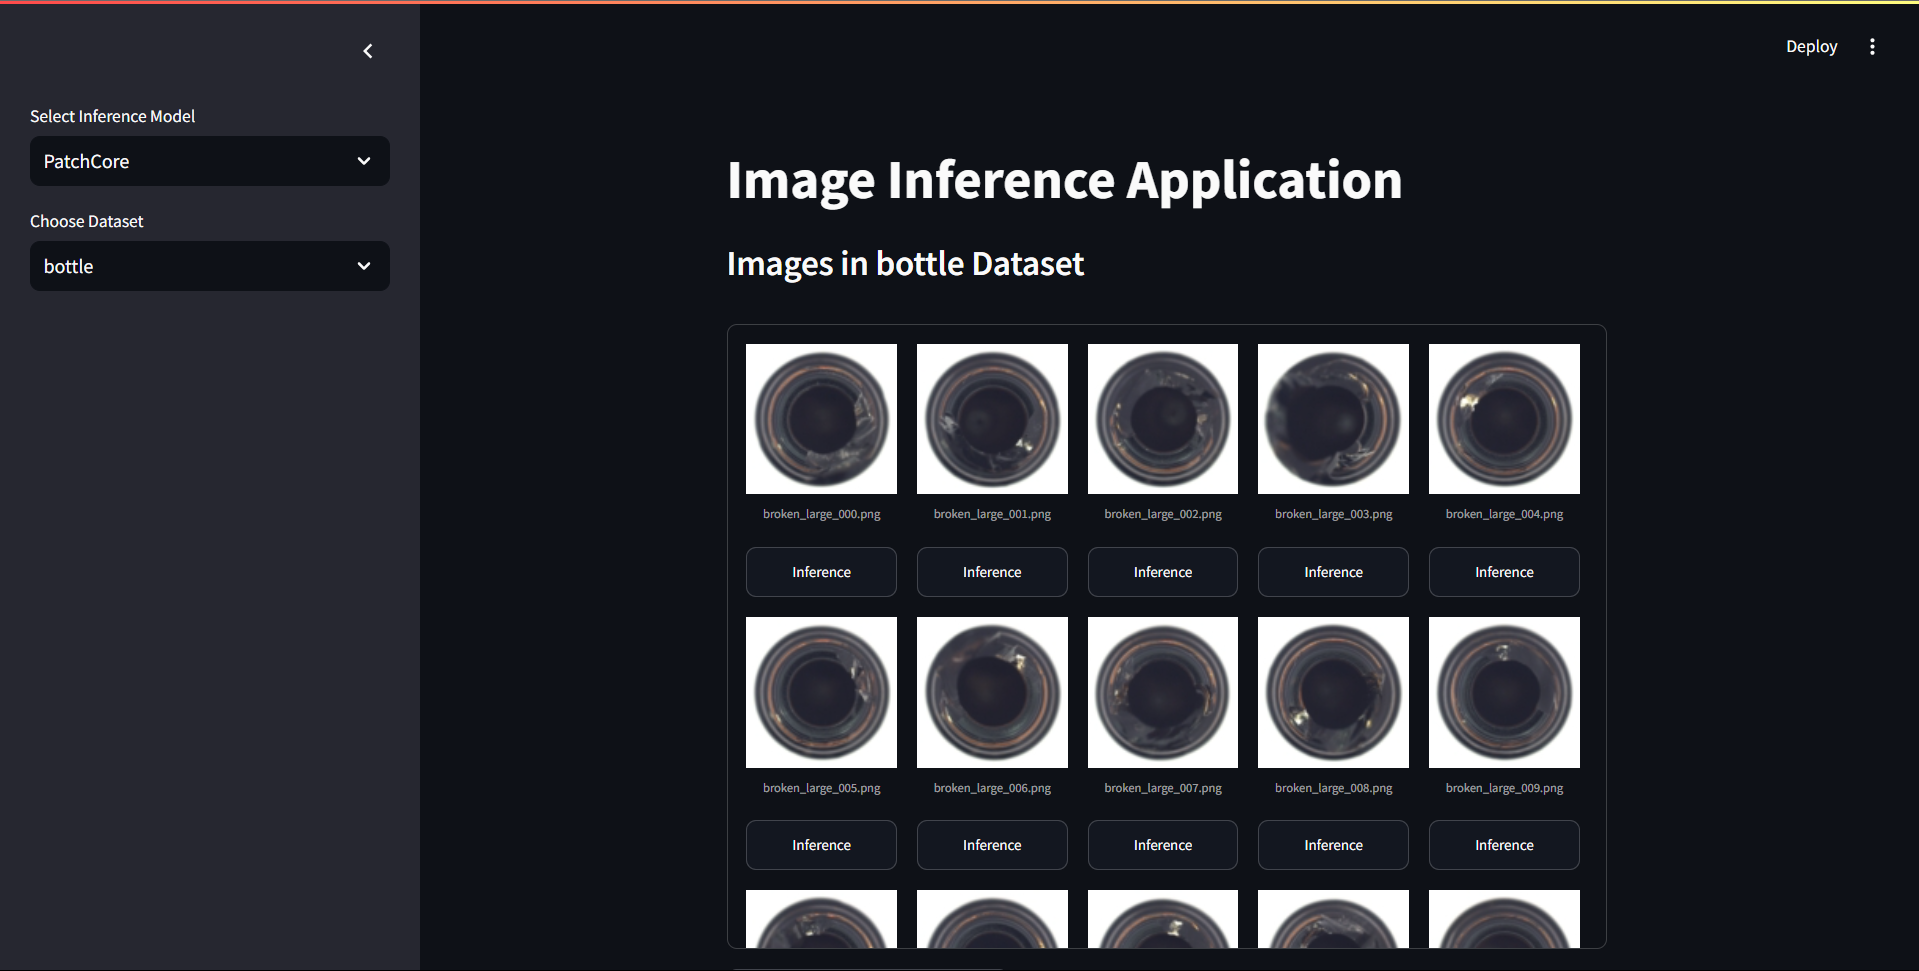 Deploy
Select Inference Model
PatchCore
Choose Dataset
bottle
Image Inference Application
Images in bottle Dataset
broken_large_000.png broken_large_001.png broken_large_002.png broken_large_003.png broken_large_004.png
Inference Inference Inference Inference Inference
broken_large_005.png broken_large_006.png broken_large_007.png broken_large_008.png broken_large_009.png
Inference Inference Inference Inference Inference